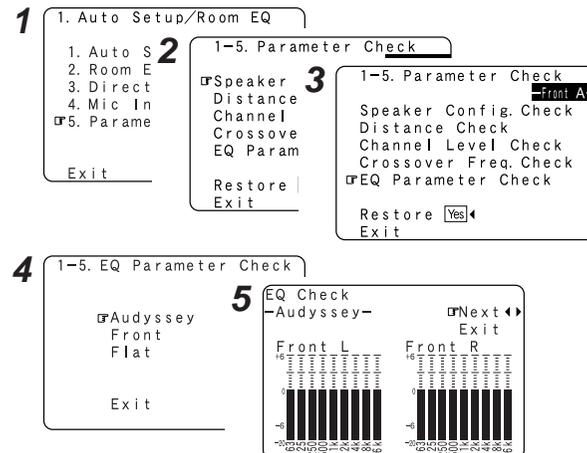 1
1. Auto Setup/Room EQ
1. Auto S
2. Room E
3. Direct
4. Mic In
☞5. Parame
Exit
2
1-5. Parameter Check
☞Speaker
Distance
Channel
Crossove
EQ Param
Restore
Exit
3
1-5. Parameter Check
-Front
Speaker Config. Check
Distance Check
Channel Level Check
Crossover Freq. Check
☞EQ Parameter Check
Restore Yes◀
Exit
4
1-5. EQ Parameter Check
☞Audyssey
Front
Flat
Exit
5
EQ Check
-Audyssey-
☞Next◀▶
Exit
Front L
Front R
+6
0
-6
-20
+6
0
-6
-20